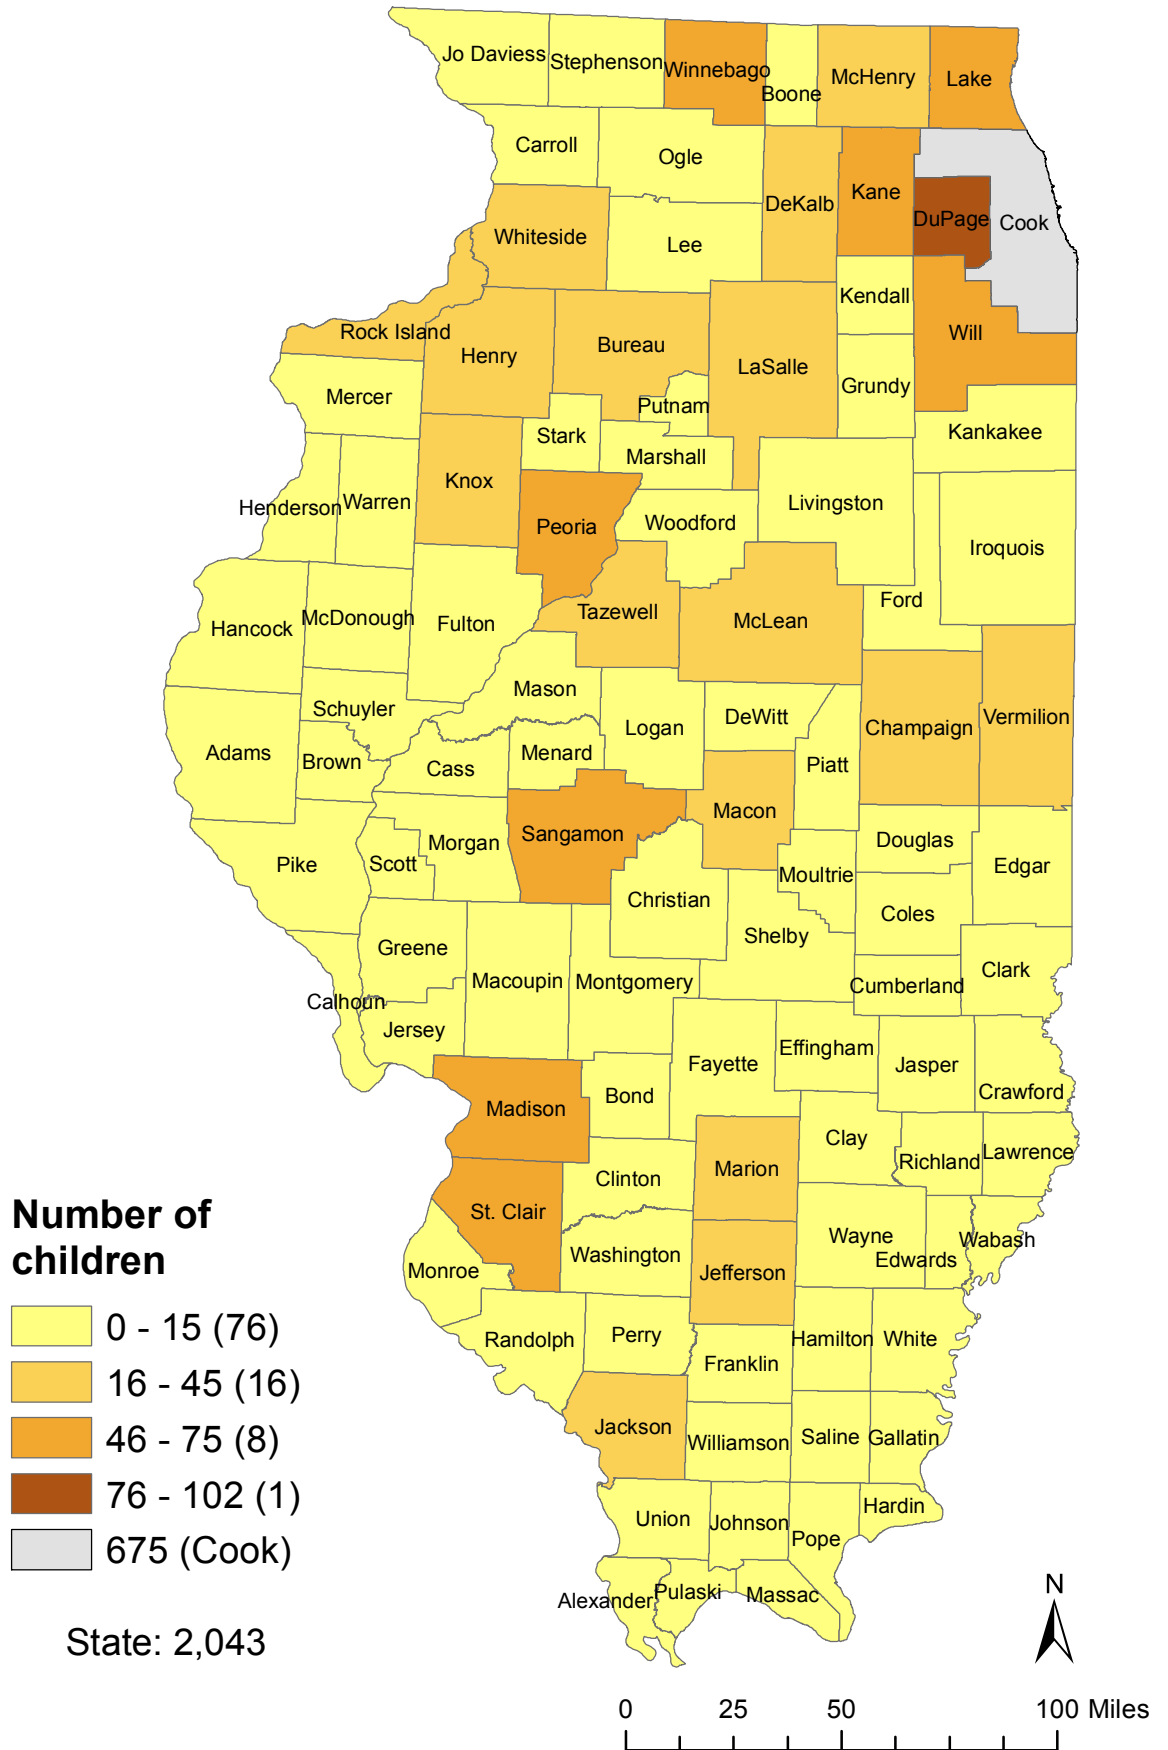 Jo Daviess
Stephenson
Winnebago
Boone
McHenry
Lake
Carroll
Ogle
DeKalb
Kane
DuPage
Cook
Whiteside
Lee
Kendall
Rock Island
Henry
Bureau
LaSalle
Will
Mercer
Putnam
Grundy
Stark
Marshall
Kankakee
Knox
Henderson
Warren
Peoria
Woodford
Livingston
Iroquois
Hancock
McDonough
Fulton
Tazewell
McLean
Ford
Schuyler
Mason
Logan
DeWitt
Champaign
Vermilion
Adams
Brown
Cass
Menard
Piatt
Pike
Scott
Morgan
Sangamon
Macon
Douglas
Edgar
Christian
Moultrie
Coles
Shelby
Greene
Macoupin
Montgomery
Cumberland
Clark
Calhoun
Jersey
Fayette
Effingham
Jasper
Crawford
Madison
Bond
Clay
Richland
Lawrence
Clinton
Marion
St. Clair
Wayne
Edwards
Wabash
Monroe
Washington
Jefferson
Randolph
Perry
Franklin
Hamilton
White
Jackson
Williamson
Saline
Gallatin
Union
Johnson
Pope
Hardin
Alexander
Pulaski
Massac
Number of
children
0 - 15 (76)
16 - 45 (16)
46 - 75 (8)
76 - 102 (1)
675 (Cook)
State: 2,043
N
0 25 50 100 Miles